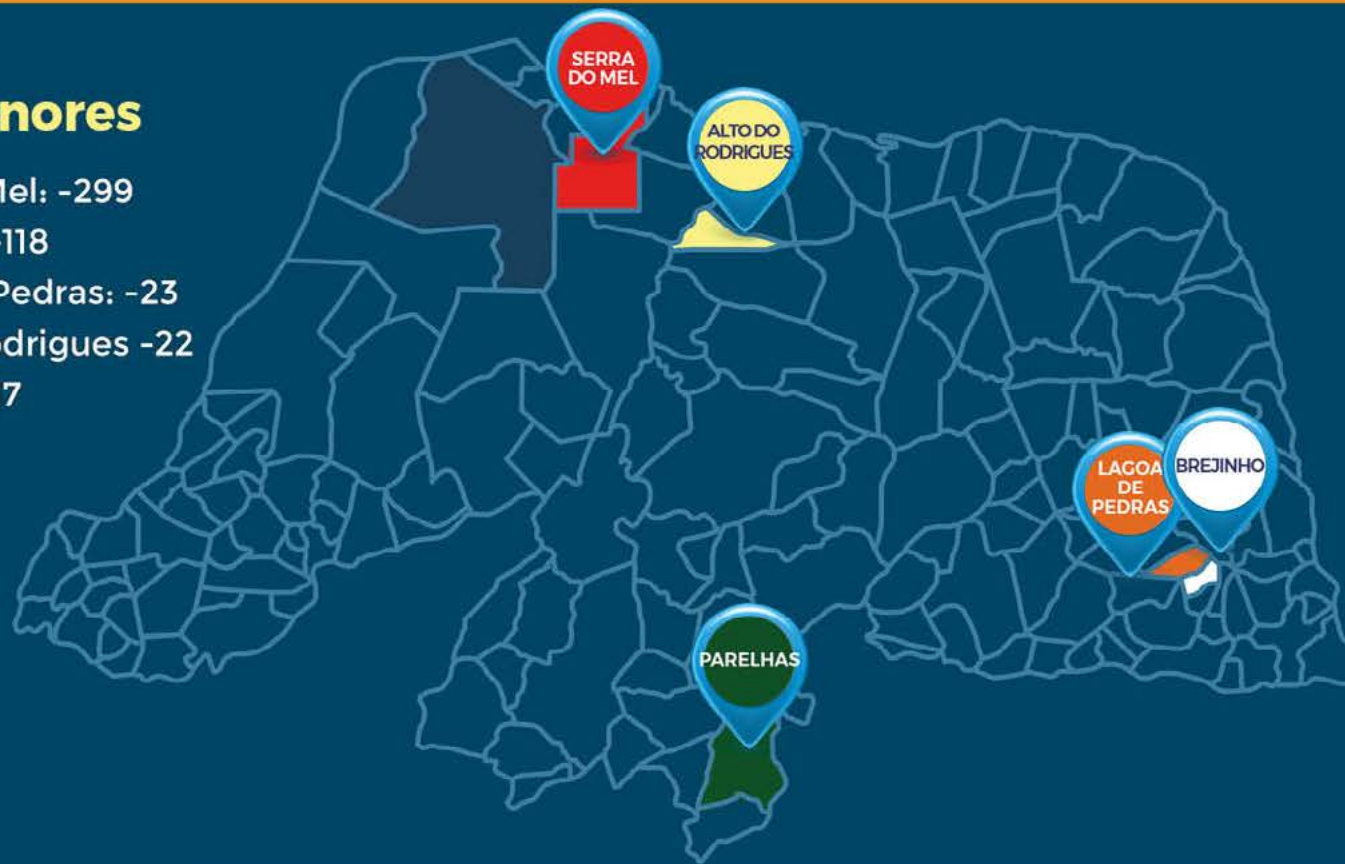 nores
Mel: -299
-118
Pedras: -23
odrigues -22
7
SERRA
DO MEL
ALTO DO
RODRIGUES
LAGOA
DE
PEDRAS
BREJINHO
PARELHAS